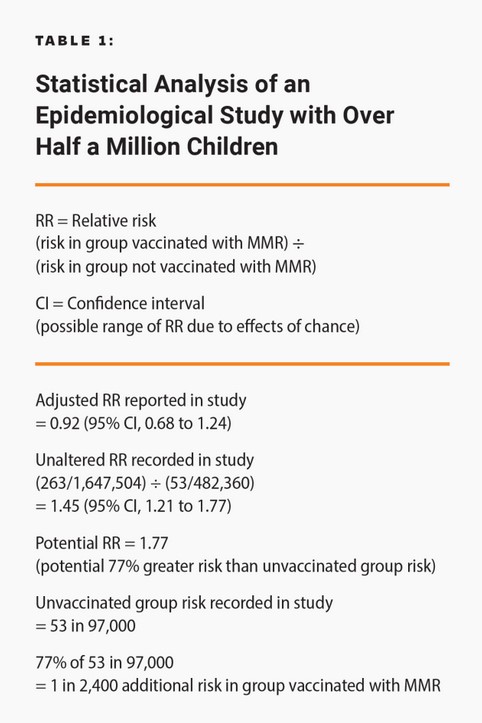 TABLE 1:
Statistical Analysis of an
Epidemiological Study with Over
Half a Million Children
RR = Relative risk
(risk in group vaccinated with MMR) ÷
(risk in group not vaccinated with MMR)
CI = Confidence interval
(possible range of RR due to effects of chance)
Adjusted RR reported in study
= 0.92 (95% CI, 0.68 to 1.24)
Unaltered RR recorded in study
(263/1,647,504) ÷ (53/482,360)
= 1.45 (95% CI, 1.21 to 1.77)
Potential RR = 1.77
(potential 77% greater risk than unvaccinated group risk)
Unvaccinated group risk recorded in study
= 53 in 97,000
77% of 53 in 97,000
= 1 in 2,400 additional risk in group vaccinated with MMR